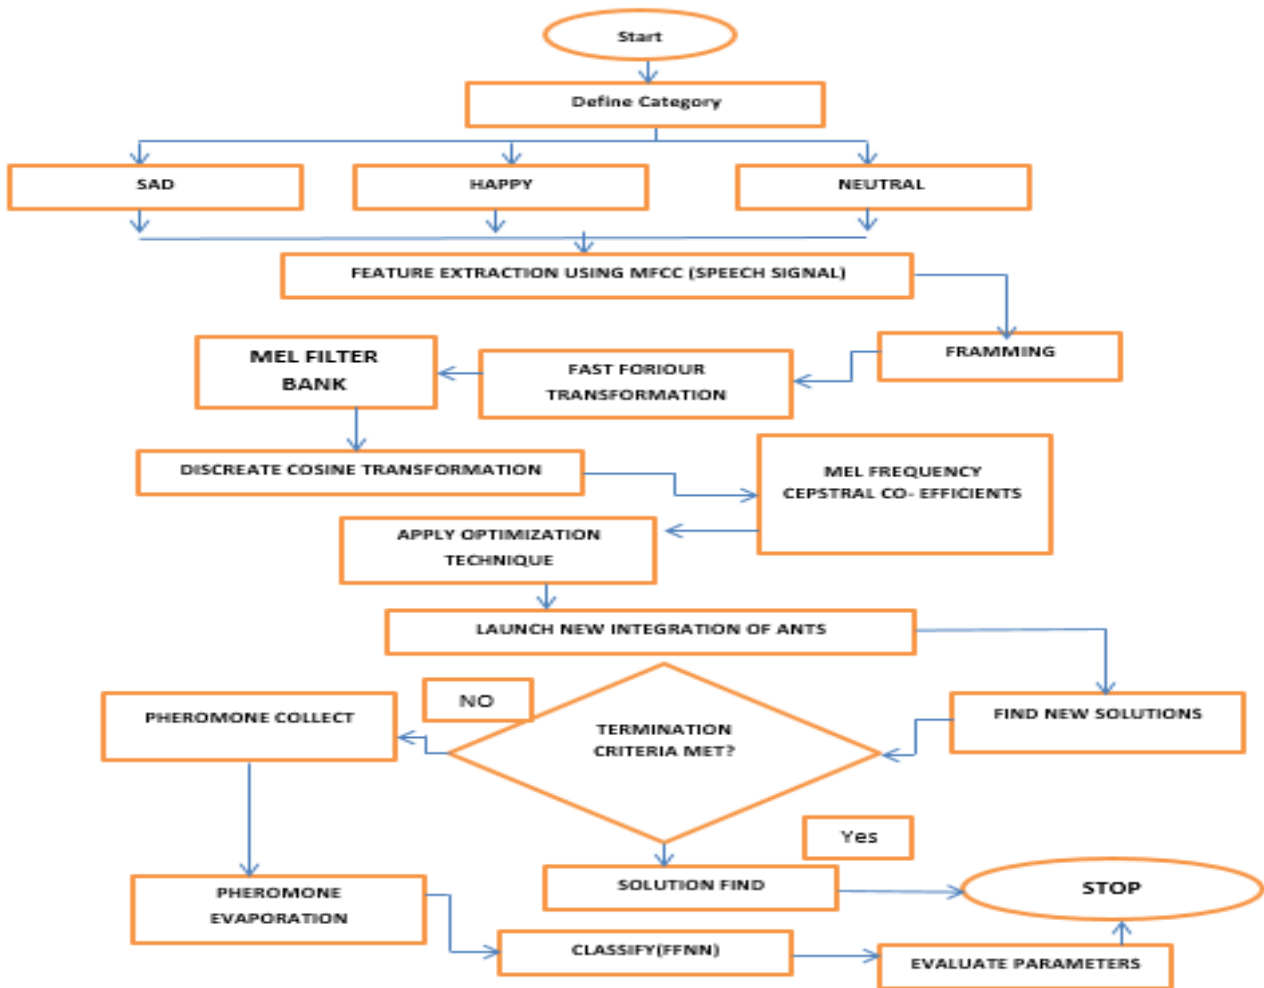 Start
Define Category
SAD
HAPPY
NEUTRAL
FEATURE EXTRACTION USING MFCC (SPEECH SIGNAL)
FRAMMING
FAST FORIOUR
TRANSFORMATION
MEL FILTER
BANK
DISCREATE COSINE TRANSFORMATION
MEL FREQUENCY
CEPSTRAL CO- EFFICIENTS
APPLY OPTIMIZATION
TECHNIQUE
LAUNCH NEW INTEGRATION OF ANTS
FIND NEW SOLUTIONS
TERMINATION
CRITERIA MET?
NO
PHEROMONE COLLECT
Yes
SOLUTION FIND
STOP
PHEROMONE
EVAPORATION
CLASSIFY(FFNN)
EVALUATE PARAMETERS